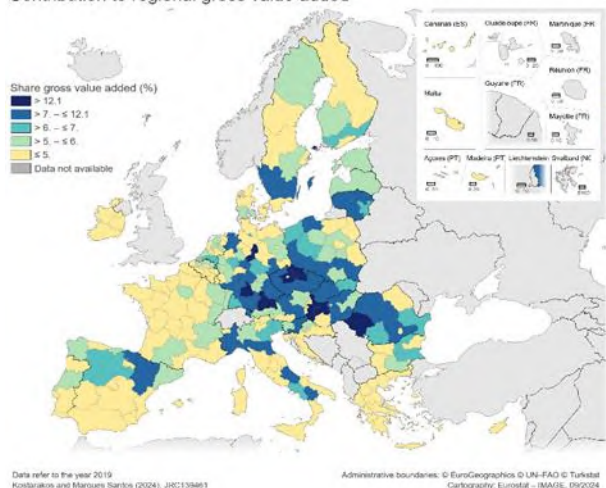 Contribution to regional gross value added
Share gross value added (%)
> 12.1
> 7. – ≤ 12.1
> 6. – ≤ 7.
> 5. – ≤ 6.
≤ 5.
Data not available
Canarias (ES)
Guadeloupe (FR)
Martinique (FR
Réunion (FR)
Malta
Guyane (FR)
Mayotte (FR)
Açores (PT)
Madeira (PT
Liechtenstein
Svalbard (NO
Data refer to the year 2019
Kostarakos and Marques Santos (2024), JRC139461
Administrative boundaries: © EuroGeographics © UN–FAO © Turkstat
Cartography: Eurostat – IMAGE, 09/2024